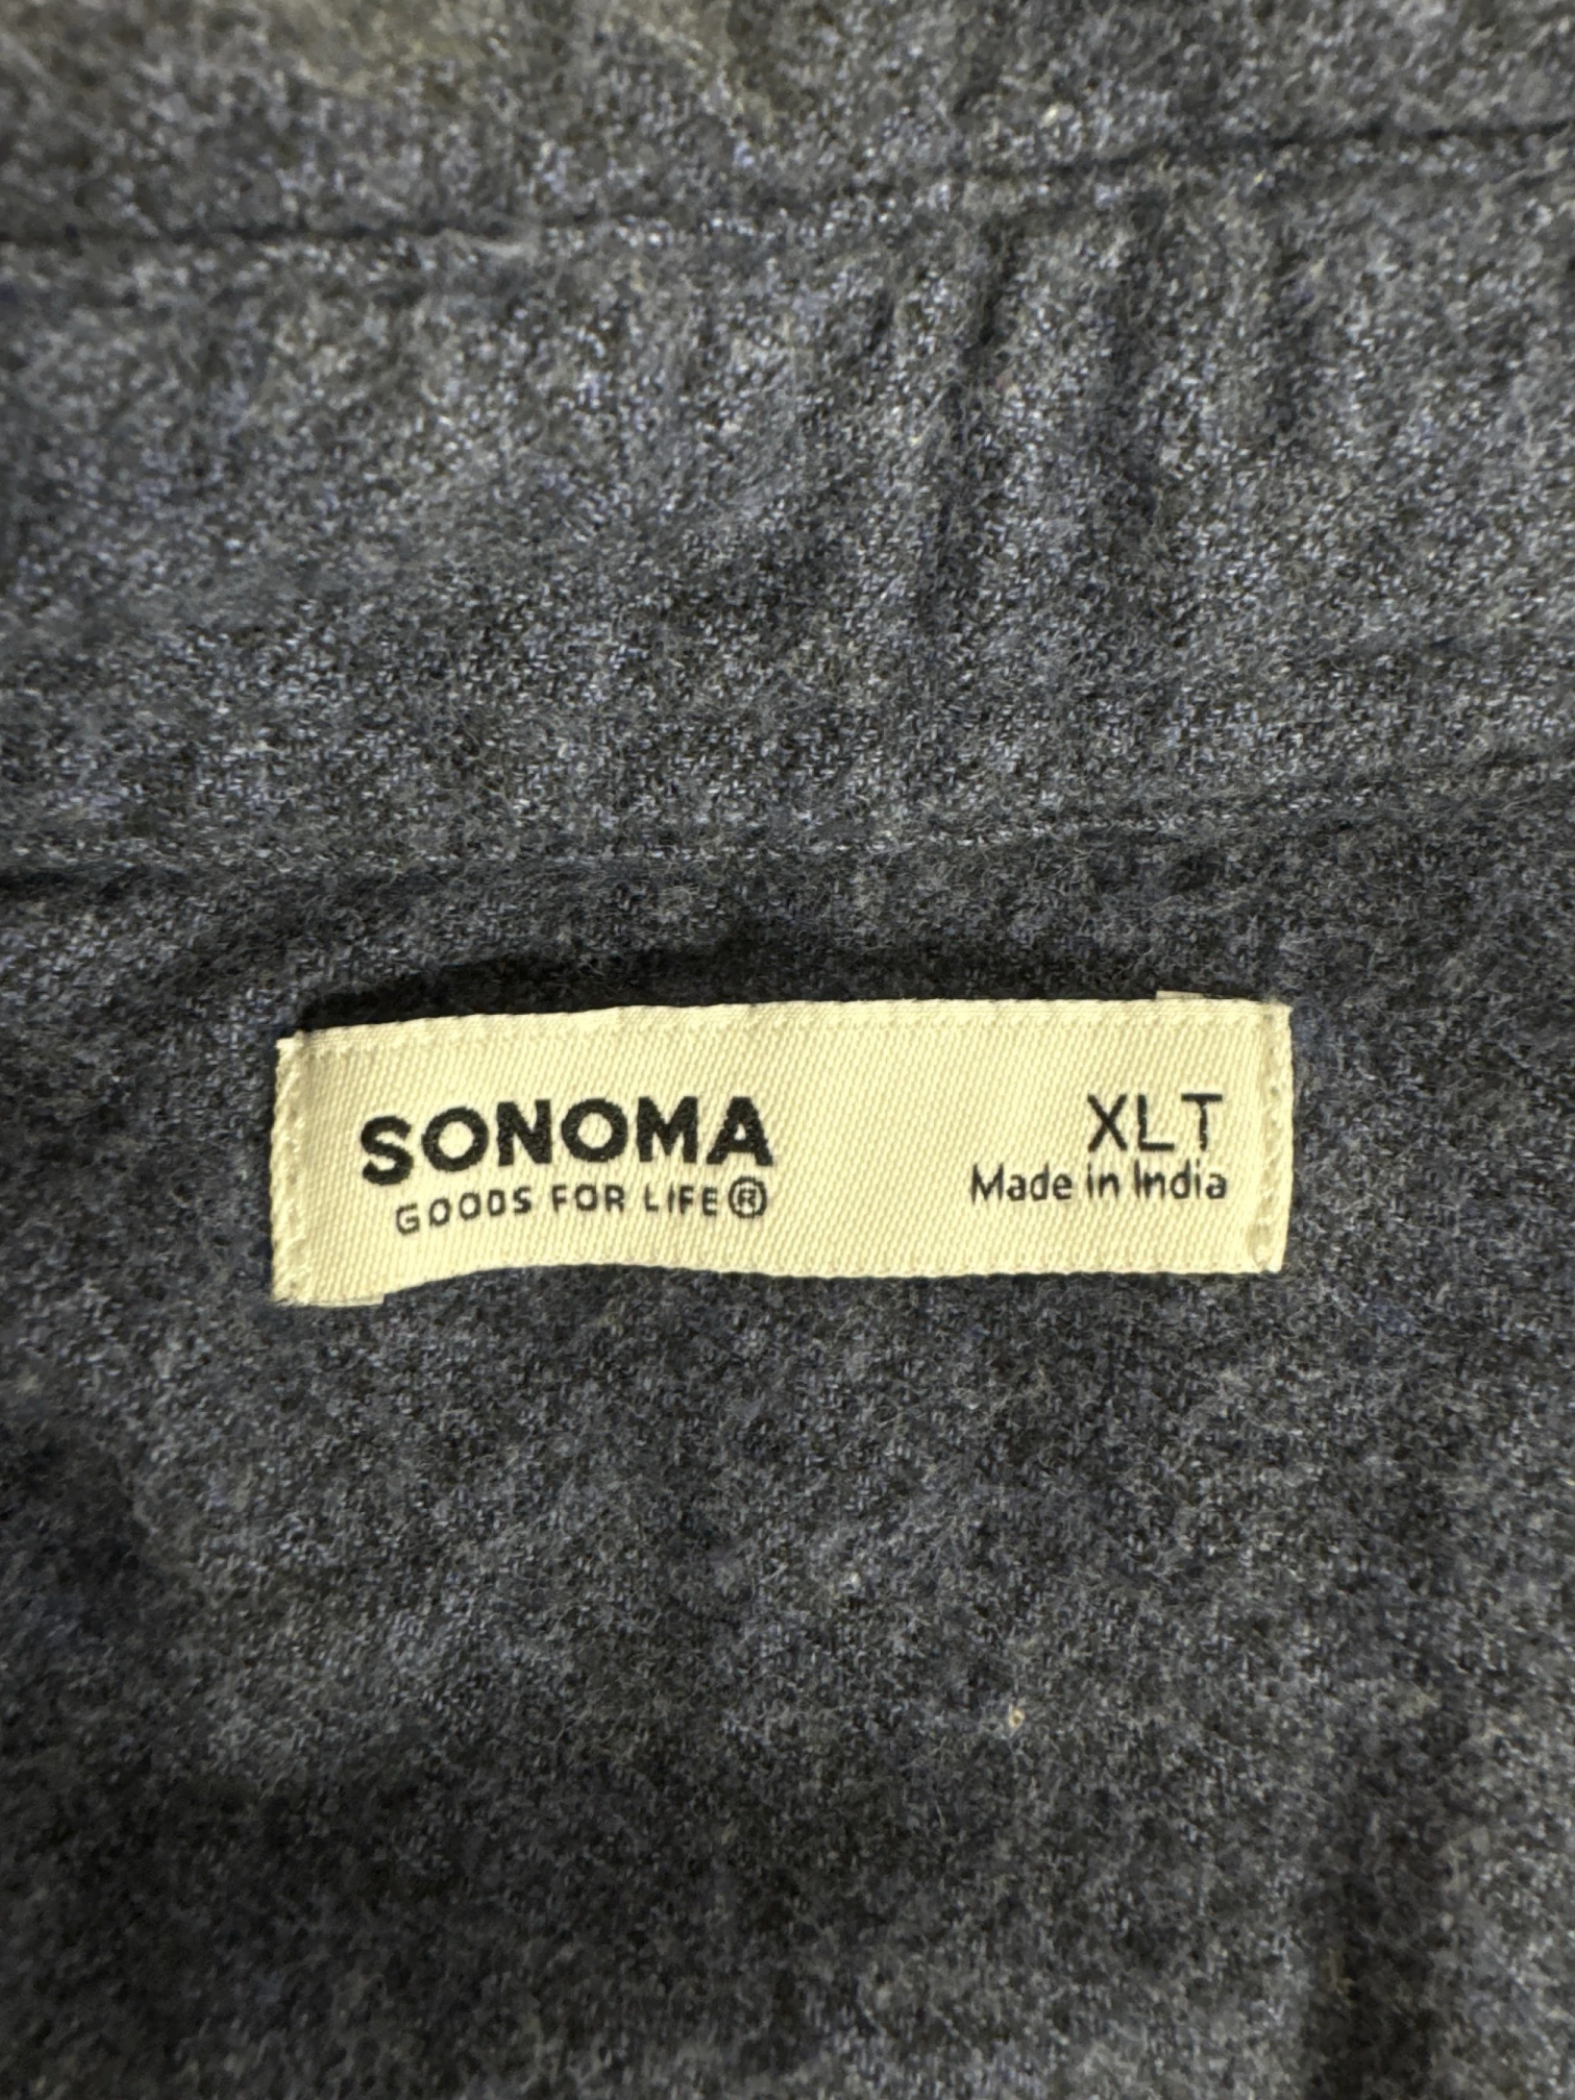 SONOMA
GOODS FOR LIFE®
XLT
Made in India